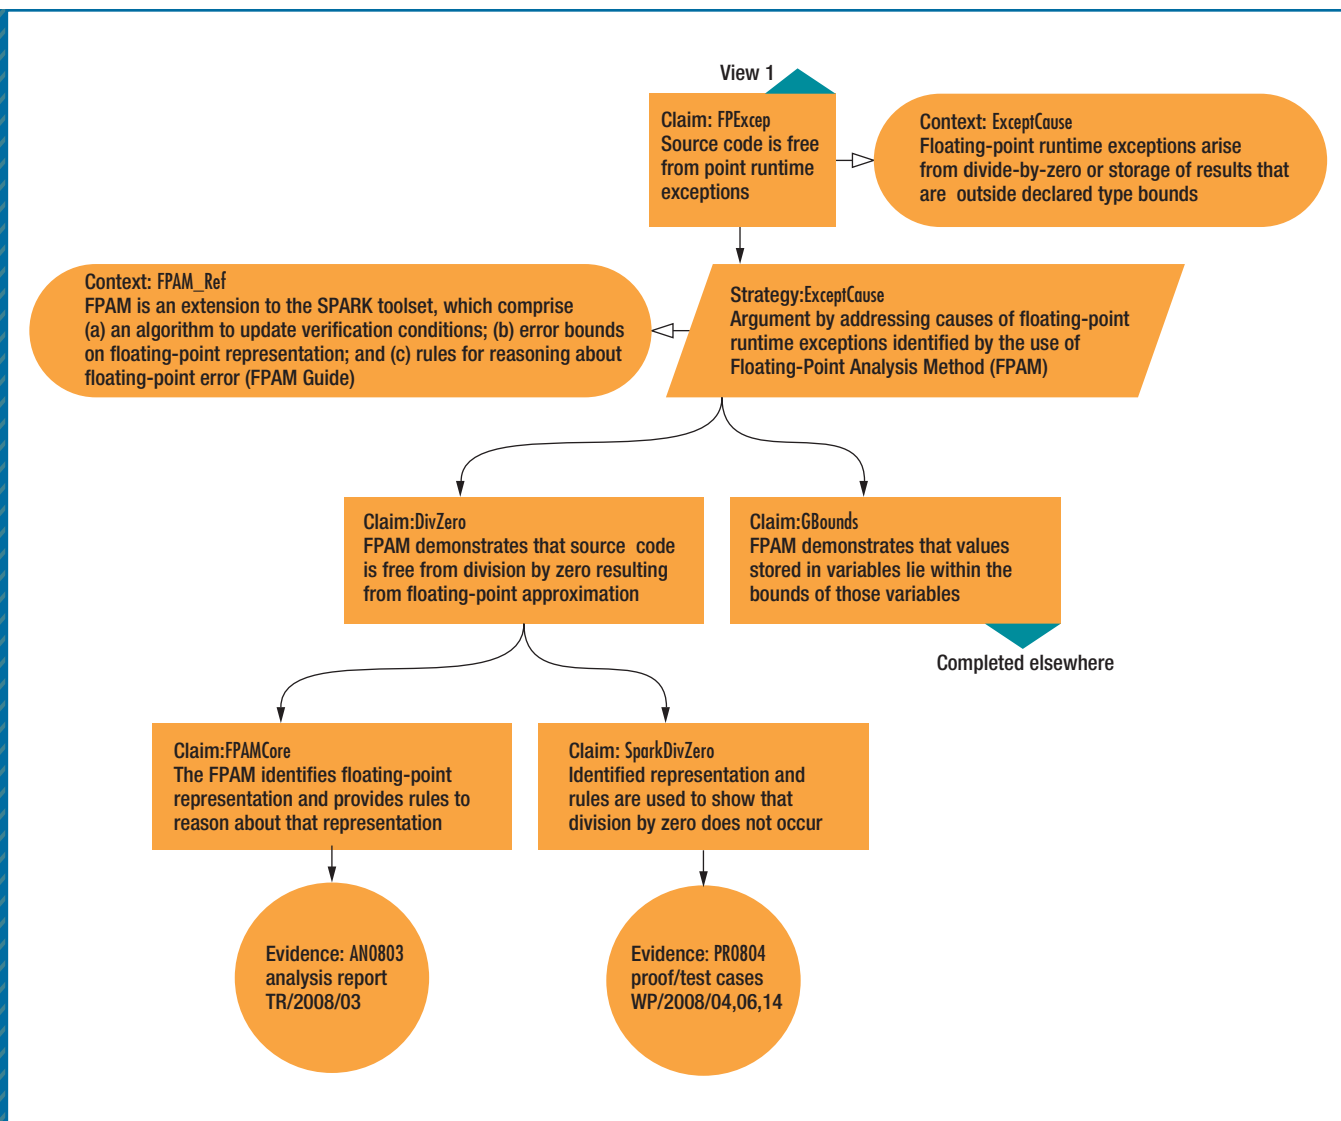 View 1
Claim: FPExcep
Source code is free
from point runtime
exceptions
Context: ExceptCause
Floating-point runtime exceptions arise
from divide-by-zero or storage of results that
are outside declared type bounds
Context: FPAM_Ref
FPAM is an extension to the SPARK toolset, which comprise
(a) an algorithm to update verification conditions; (b) error bounds
on floating-point representation; and (c) rules for reasoning about
floating-point error (FPAM Guide)
Strategy:ExceptCause
Argument by addressing causes of floating-point
runtime exceptions identified by the use of
Floating-Point Analysis Method (FPAM)
Claim:DivZero
FPAM demonstrates that source code
is free from division by zero resulting
from floating-point approximation
Claim:GBounds
FPAM demonstrates that values
stored in variables lie within the
bounds of those variables
Completed elsewhere
Claim:FPAMCore
The FPAM identifies floating-point
representation and provides rules to
reason about that representation
Claim: SparkDivZero
Identified representation and
rules are used to show that
division by zero does not occur
Evidence: AN0803
analysis report
TR/2008/03
Evidence: PR0804
proof/test cases
WP/2008/04,06,14